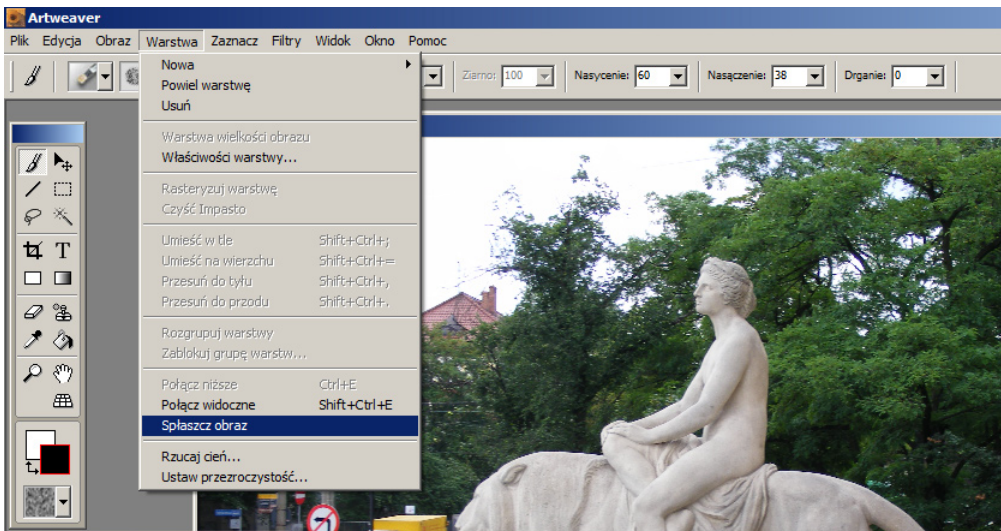 Artweaver
Plik Edycja Obraz Warstwa Zaznacz Filtry Widok Okno Pomoc
Ziarno: 100 Nasycenie: 60 Nasączenie: 38 Drganie: 0
Nowa
Powiel warstwę
Usuń
Warstwa wielkości obrazu
Właściwości warstwy...
Rasteryzuj warstwę
Czyść Impasto
Umieść w tle Shift+Ctrl+;
Umieść na wierzchu Shift+Ctrl+=
Przesuń do tyłu Shift+Ctrl+,
Przesuń do przodu Shift+Ctrl+.
Rozgrupuj warstwy
Zablokuj grupę warstw...
Połącz niższe Ctrl+E
Połącz widoczne Shift+Ctrl+E
Spłaszcz obraz
Rzucaj cień...
Ustaw przezroczystość...